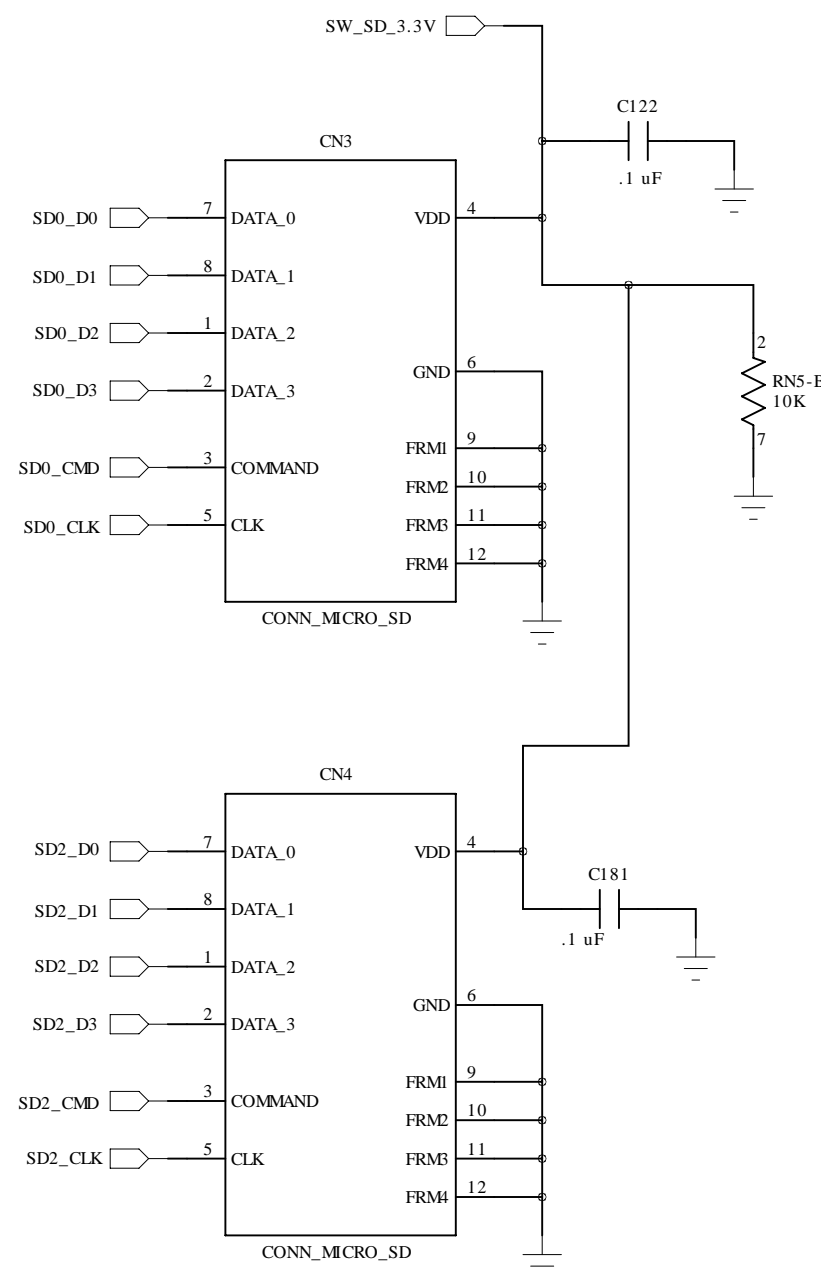 SW_SD_3.3V
C122
.1 uF
CN3
SD0_D0 7 DATA_0 VDD 4
SD0_D1 8 DATA_1
SD0_D2 1 DATA_2
GND 6
SD0_D3 2 DATA_3
2
RN5-B
10K
7
FRM1 9
SD0_CMD 3 COMMAND
FRM2 10
SD0_CLK 5 CLK FRM3 11
FRM4 12
CONN_MICRO_SD
CN4
SD2_D0 7 DATA_0 VDD 4
C181
.1 uF
SD2_D1 8 DATA_1
SD2_D2 1 DATA_2
GND 6
SD2_D3 2 DATA_3
FRM1 9
SD2_CMD 3 COMMAND
FRM2 10
SD2_CLK 5 CLK FRM3 11
FRM4 12
CONN_MICRO_SD